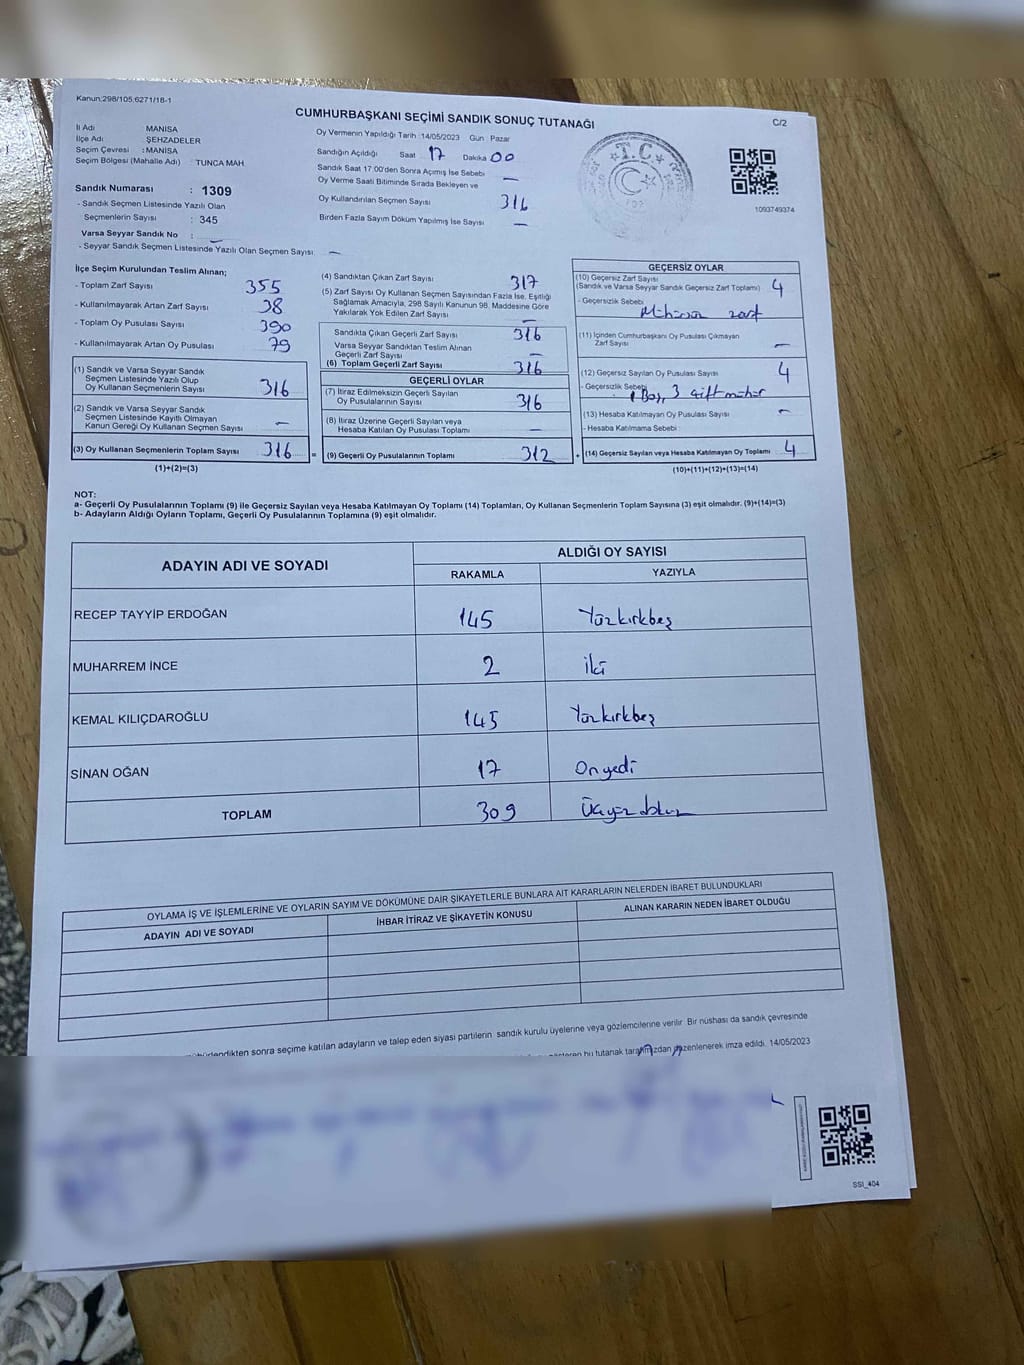 Kanun:298/105.6271/18-1
CUMHURBAŞKANI SEÇİMİ SANDIK SONUÇ TUTANAĞI
C/2
İl Adı MANİSA
İlçe Adı ŞEHZADELER
Seçim Çevresi : MANİSA
Seçim Bölgesi (Mahalle Adı) : TUNCA MAH.
Sandık Numarası : 1309
- Sandık Seçmen Listesinde Yazılı Olan
Seçmenlerin Sayısı : 345
Varsa Seyyar Sandık No : —
- Seyyar Sandık Seçmen Listesinde Yazılı Olan Seçmen Sayısı: —
Oy Vermenin Yapıldığı Tarih :14/05/2023 Gün : Pazar
Sandığın Açıldığı Saat 17 Dakika 00
Sandık Saat 17.00'den Sonra Açımış İse Sebebi —
Oy Verme Saati Bitiminde Sırada Bekleyen ve
Oy Kullandırılan Seçmen Sayısı 316
Birden Fazla Sayım Döküm Yapılmış İse Sayısı —
T.C.
1093749374
İlçe Seçim Kurulundan Teslim Alınan;
- Toplam Zarf Sayısı 355
- Kullanılmayarak Artan Zarf Sayısı 38
- Toplam Oy Pusulası Sayısı 390
- Kullanılmayarak Artan Oy Pusulası 79
(1) Sandık ve Varsa Seyyar Sandık
Seçmen Listesinde Yazılı Olup
Oy Kullanan Seçmenlerin Sayısı 316
(2) Sandık ve Varsa Seyyar Sandık
Seçmen Listesinde Kayıtlı Olmayan
Kanun Gereği Oy Kullanan Seçmen Sayısı —
(3) Oy Kullanan Seçmenlerin Toplam Sayısı 316 =
(1)+(2)=(3)
(4) Sandıktan Çıkan Zarf Sayısı 317
(5) Zarf Sayısı Oy Kullanan Seçmen Sayısından Fazla İse, Eşitliği
Sağlamak Amacıyla, 298 Sayılı Kanunun 98. Maddesine Göre
Yakılarak Yok Edilen Zarf Sayısı —
Sandıkta Çıkan Geçerli Zarf Sayısı 316
Varsa Seyyar Sandıktan Teslim Alınan
Geçerli Zarf Sayısı —
(6) Toplam Geçerli Zarf Sayısı 316
GEÇERLİ OYLAR
(7) İtiraz Edilmeksizin Geçerli Sayılan
Oy Pusulalarının Sayısı 316
(8) İtiraz Üzerine Geçerli Sayılan veya
Hesaba Katılan Oy Pusulası Toplamı —
(9) Geçerli Oy Pusulalarının Toplamı 312 +
GEÇERSİZ OYLAR
(10) Geçersiz Zarf Sayısı
(Sandık ve Varsa Seyyar Sandık Geçersiz Zarf Toplamı) 4
- Geçersizlik Sebebi
Mühürsüz zarf
(11) İçinden Cumhurbaşkanı Oy Pusulası Çıkmayan
Zarf Sayısı —
(12) Geçersiz Sayılan Oy Pusulası Sayısı 4
- Geçersizlik Sebebi 1 Boş, 3 çift mühür
(13) Hesaba Katılmayan Oy Pusulası Sayısı —
- Hesaba Katılmama Sebebi
(14) Geçersiz Sayılan veya Hesaba Katılmayan Oy Toplamı 4
(10)+(11)+(12)+(13)=(14)
NOT:
a- Geçerli Oy Pusulalarının Toplamı (9) ile Geçersiz Sayılan veya Hesaba Katılmayan Oy Toplamı (14) Toplamları, Oy Kullanan Seçmenlerin Toplam Sayısına (3) eşit olmalıdır. (9)+(14)=(3)
b- Adayların Aldığı Oyların Toplamı, Geçerli Oy Pusulalarının Toplamına (9) eşit olmalıdır.
ADAYIN ADI VE SOYADI ALDIĞI OY SAYISI
RAKAMLA YAZIYLA
RECEP TAYYİP ERDOĞAN 145 Yüzkırkbeş
MUHARREM İNCE 2 iki
KEMAL KILIÇDAROĞLU 145 Yüzkırkbeş
SİNAN OĞAN 17 Onyedi
TOPLAM 309 Üçyüzdokuz
OYLAMA İŞ VE İŞLEMLERİNE VE OYLARIN SAYIM VE DÖKÜMÜNE DAİR ŞİKAYETLERLE BUNLARA AİT KARARLARIN NELERDEN İBARET BULUNDUKLARI
ADAYIN ADI VE SOYADI İHBAR İTİRAZ VE ŞİKAYETİN KONUSU ALINAN KARARIN NEDEN İBARET OLDUĞU
sonra seçime katılan adayların ve talep eden siyasi partilerin sandık kurulu üyelerine veya gözlemcilerine verilir. Bir nüshası da sandık çevresinde
bu tutanak tarafımızdan düzenlenerek imza edildi. 14/05/2023
SSI_404